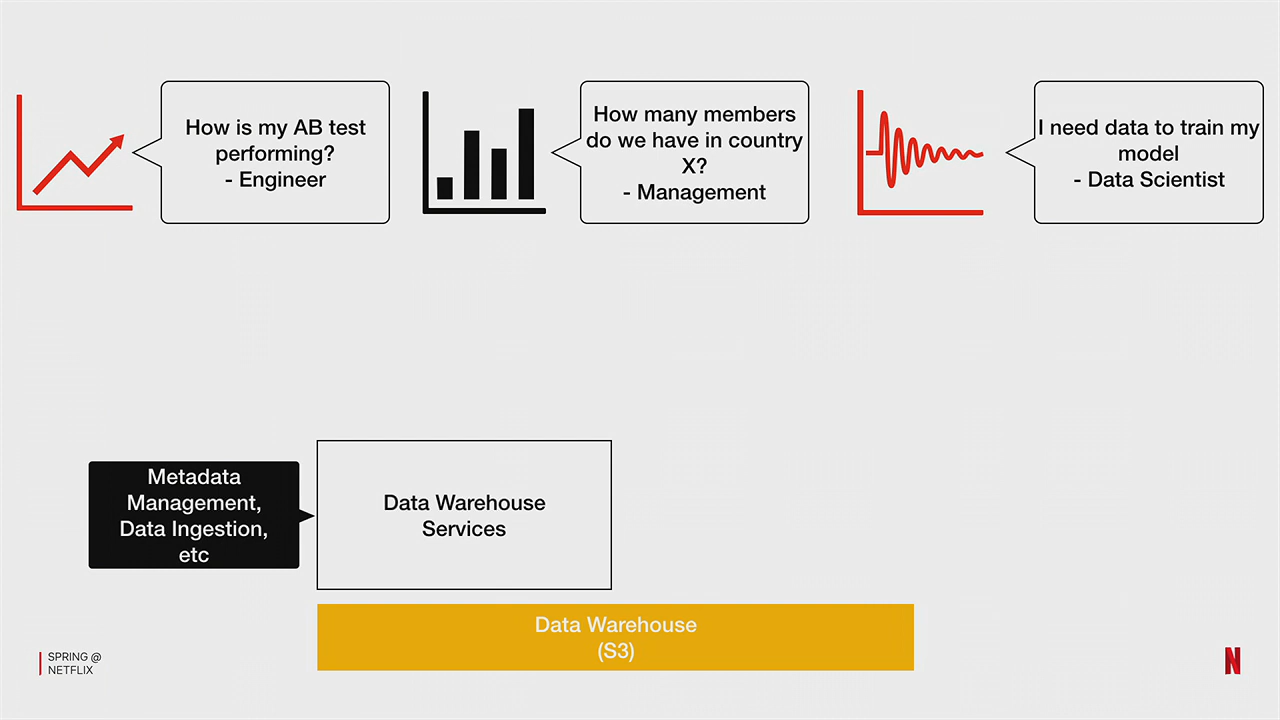 How is my AB test
performing?
- Engineer
How many members
do we have in country
X?
- Management
I need data to train my
model
- Data Scientist
Metadata
Management,
Data Ingestion,
etc
Data Warehouse
Services
Data Warehouse
(S3)
SPRING @
NETFLIX
N